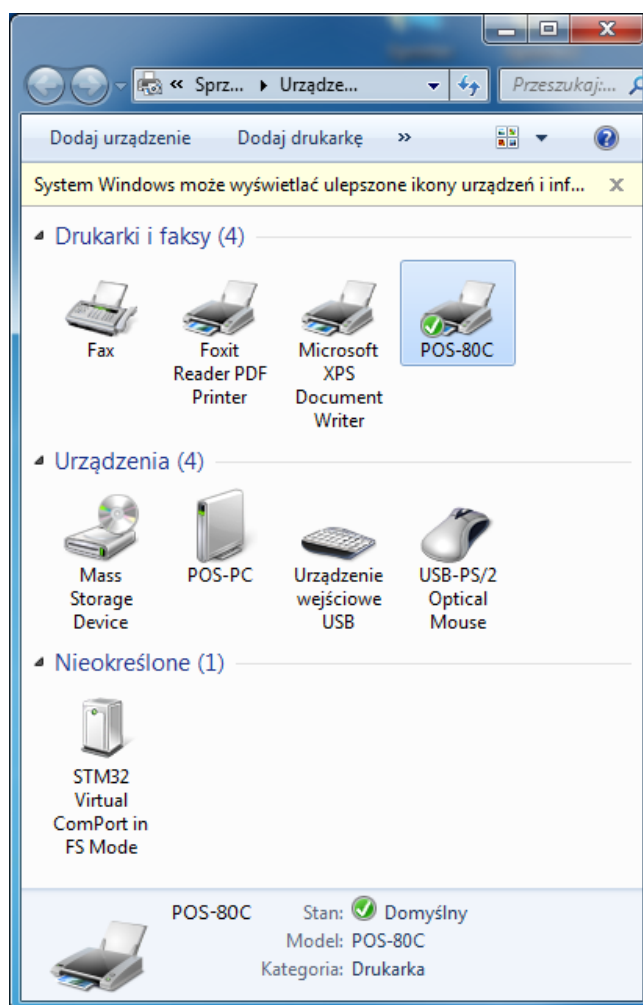 « Sprz... ▸ Urządze...
Przeszukaj:...
Dodaj urządzenie Dodaj drukarkę »
System Windows może wyświetlać ulepszone ikony urządzeń i inf...
Drukarki i faksy (4)
Fax
Foxit
Reader PDF
Printer
Microsoft
XPS
Document
Writer
POS-80C
Urządzenia (4)
Mass
Storage
Device
POS-PC
Urządzenie
wejściowe
USB
USB-PS/2
Optical
Mouse
Nieokreślone (1)
STM32
Virtual
ComPort in
FS Mode
POS-80C Stan: Domyślny
Model: POS-80C
Kategoria: Drukarka